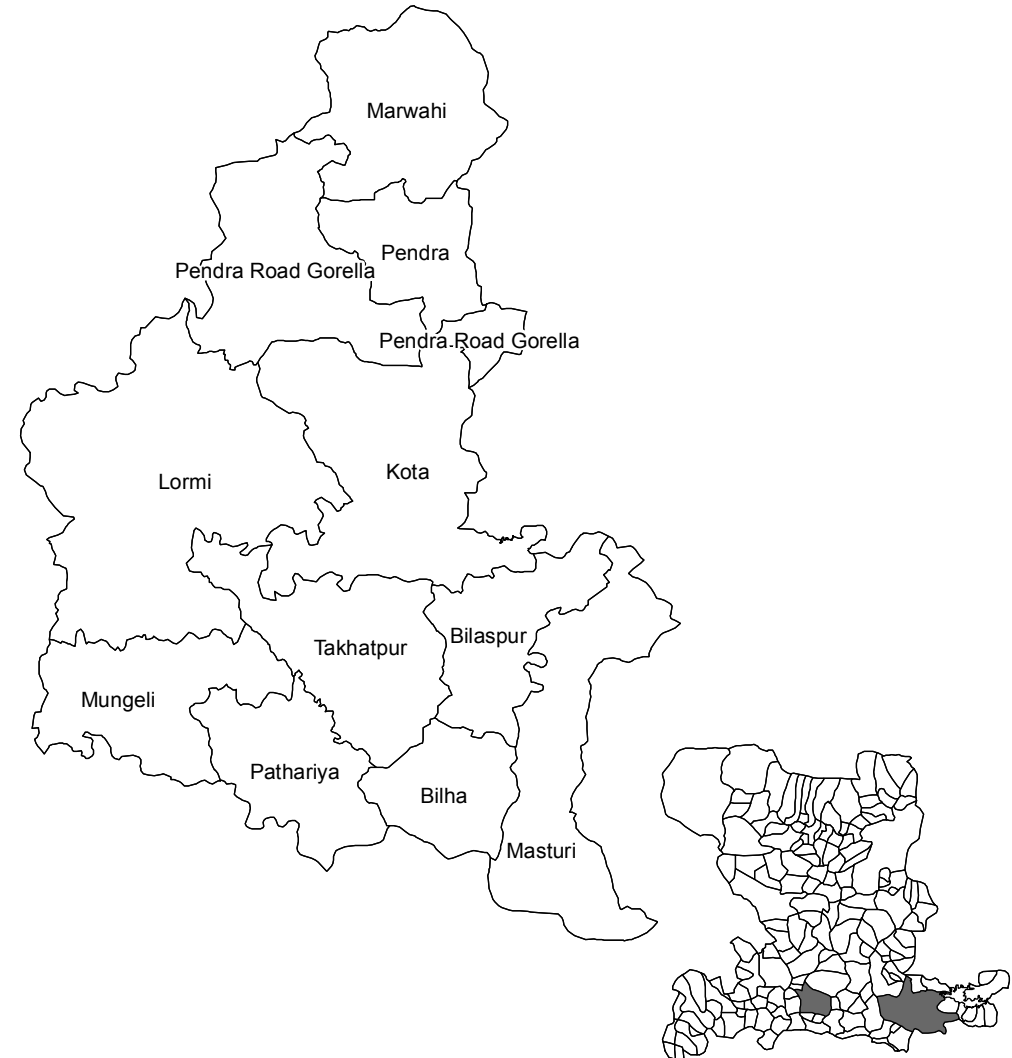 Marwahi
Pendra
Pendra Road Gorella
Pendra Road Gorella
Kota
Lormi
Bilaspur
Takhatpur
Mungeli
Pathariya
Bilha
Masturi